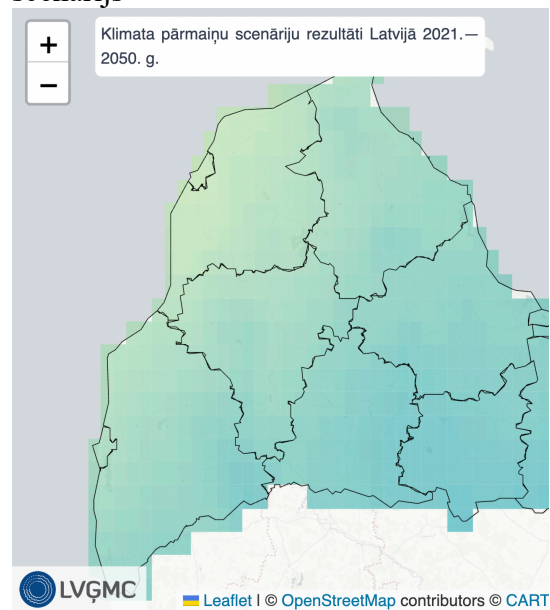 +
Klimata pārmaiņu scenāriju rezultāti Latvijā 2021.—
2050. g.
−
LVĢMC
Leaflet | © OpenStreetMap contributors © CART